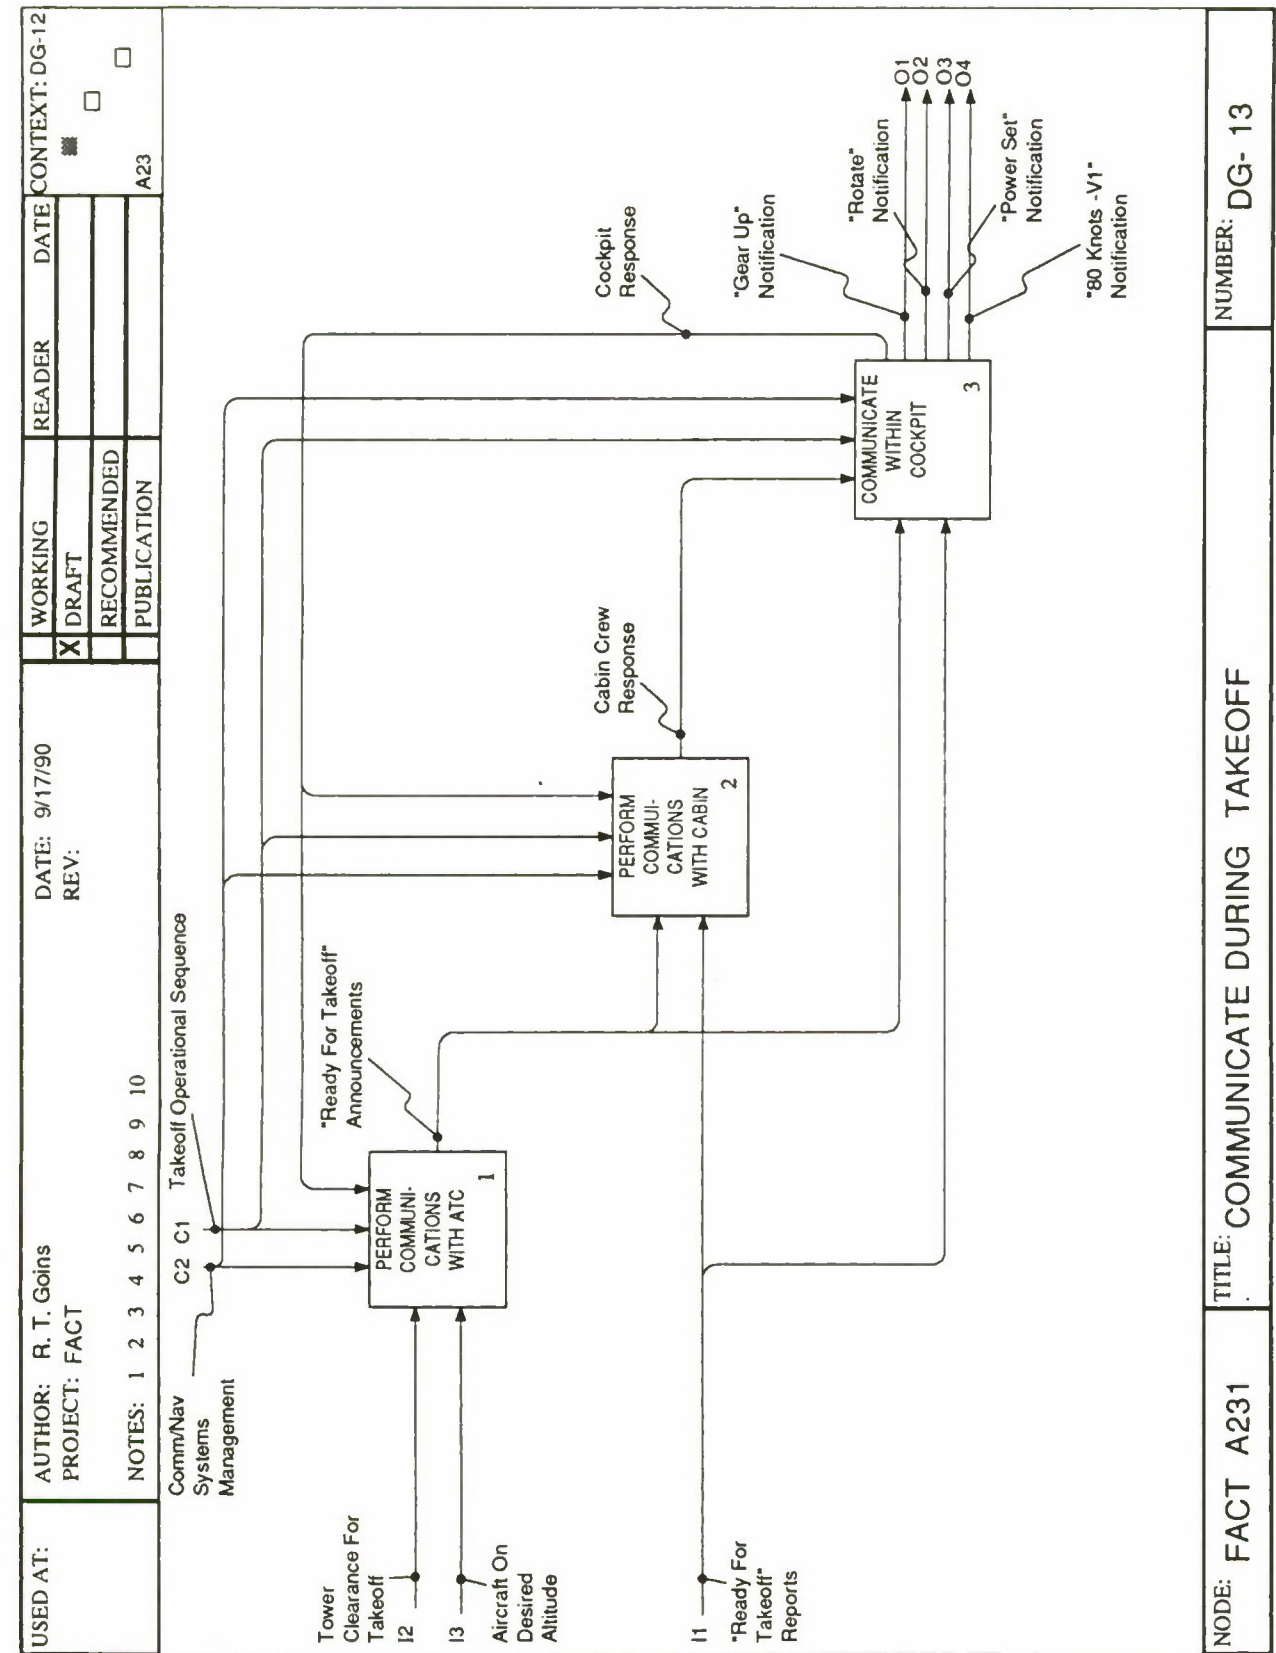 USED AT:
AUTHOR: R. T. Goins
PROJECT: FACT
DATE: 9/17/90
REV:
NOTES: 1 2 3 4 5 6 7 8 9 10
WORKING
X DRAFT
RECOMMENDED
PUBLICATION
READER DATE
CONTEXT: DG-12
A23
C2 C1
Takeoff Operational Sequence
Comm/Nav
Systems
Management
Tower
Clearance For
Takeoff
I2
I3
Aircraft On
Desired
Altitude
PERFORM
COMMUNI-
CATIONS
WITH ATC
1
"Ready For Takeoff"
Announcements
PERFORM
COMMUI-
CATIONS
WITH CABIN
2
Cabin Crew
Response
Cockpit
Response
COMMUNICATE
WITHIN
COCKPIT
3
"Gear Up"
Notification
"Rotate"
Notification
"Power Set"
Notification
"80 Knots -V1"
Notification
O1
O2
O3
O4
I1
"Ready For
Takeoff"
Reports
NODE: FACT A231
TITLE: COMMUNICATE DURING TAKEOFF
NUMBER: DG- 13